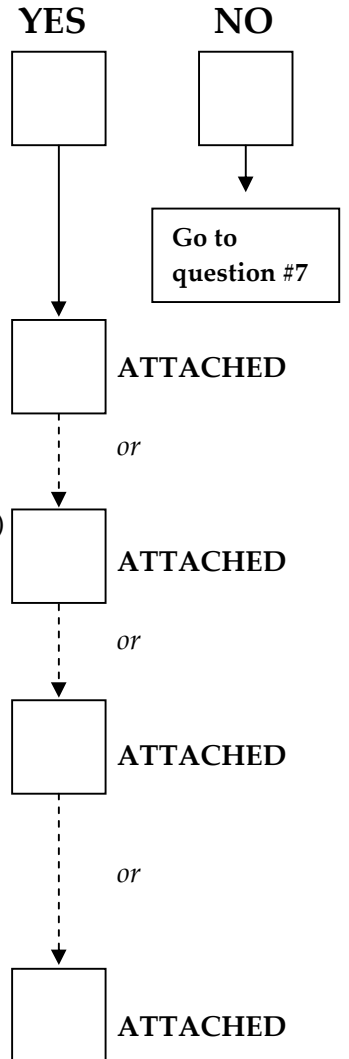 YES NO
Go to
question #7
ATTACHED
or
)
ATTACHED
or
ATTACHED
or
ATTACHED